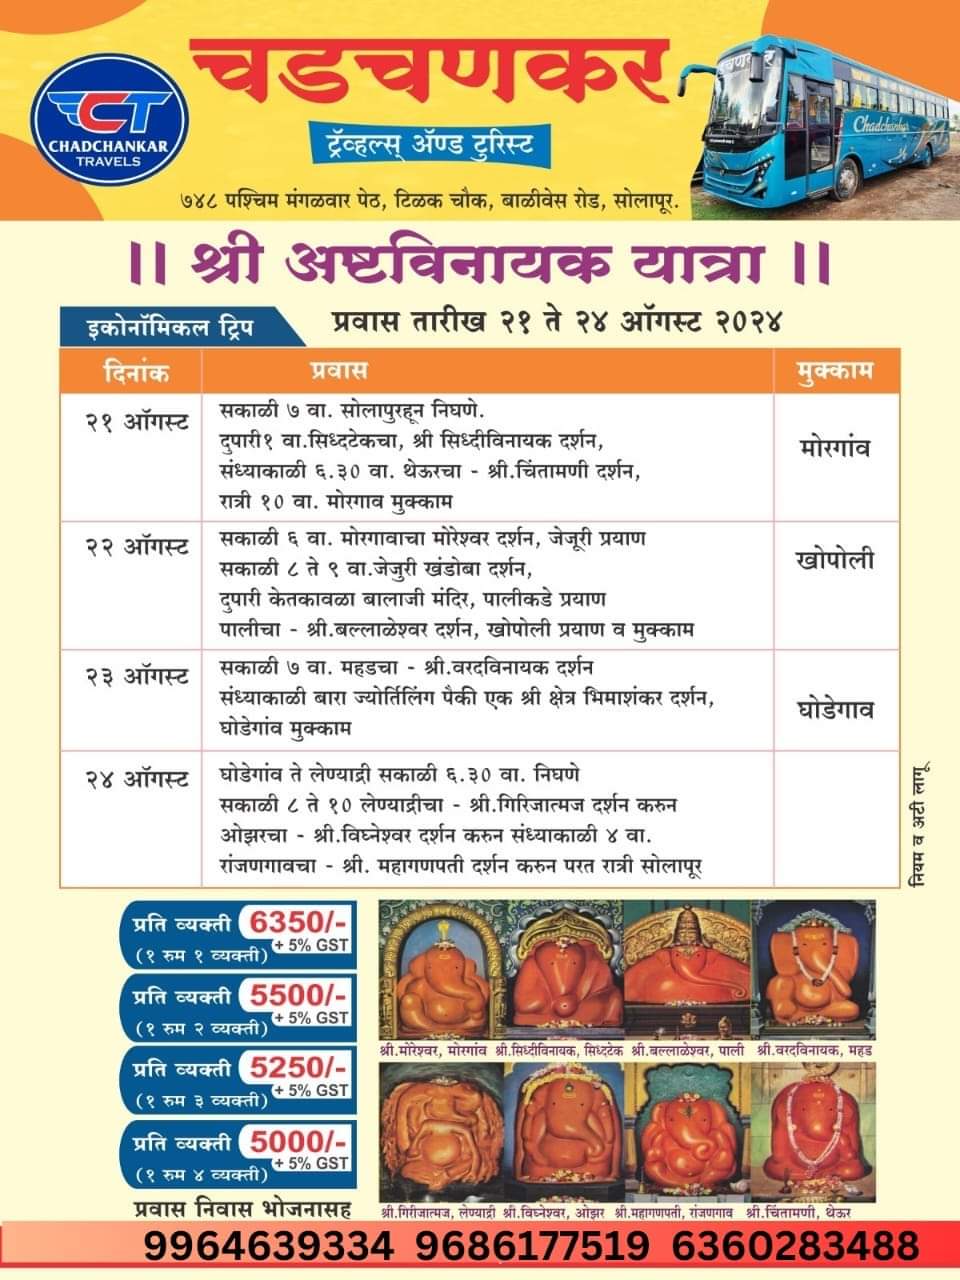 चडचणकर
CT
CHADCHANKAR
TRAVELS
ट्रॅव्हल्स् ॲण्ड टुरिस्ट
चडचणकर
Chadchankar
७४८ पश्चिम मंगळवार पेठ, टिळक चौक, बाळीवेस रोड, सोलापूर.
।। श्री अष्टविनायक यात्रा ।।
इकोनॉमिकल ट्रिप
प्रवास तारीख २१ ते २४ ऑगस्ट २०२४
दिनांक प्रवास मुक्काम
२१ ऑगस्ट
सकाळी ७ वा. सोलापुरहून निघणे.
दुपारी१ वा.सिध्दटेकचा, श्री सिध्दीविनायक दर्शन,
संध्याकाळी ६.३० वा. थेऊरचा - श्री.चिंतामणी दर्शन,
रात्री १० वा. मोरगाव मुक्काम
मोरगांव
२२ ऑगस्ट
सकाळी ६ वा. मोरगावाचा मोरेश्वर दर्शन, जेजूरी प्रयाण
सकाळी ८ ते ९ वा.जेजुरी खंडोबा दर्शन,
दुपारी केतकावळा बालाजी मंदिर, पालीकडे प्रयाण
पालीचा - श्री.बल्लाळेश्वर दर्शन, खोपोली प्रयाण व मुक्काम
खोपोली
२३ ऑगस्ट
सकाळी ७ वा. महडचा - श्री.वरदविनायक दर्शन
संध्याकाळी बारा ज्योर्तिलिंग पैकी एक श्री क्षेत्र भिमाशंकर दर्शन,
घोडेगांव मुक्काम
घोडेगाव
२४ ऑगस्ट
घोडेगांव ते लेण्याद्री सकाळी ६.३० वा. निघणे
सकाळी ८ ते १० लेण्याद्रीचा - श्री.गिरिजात्मज दर्शन करुन
ओझरचा - श्री.विघ्नेश्वर दर्शन करुन संध्याकाळी ४ वा.
रांजणगावचा - श्री. महागणपती दर्शन करुन परत रात्री सोलापूर
नियम व अटी लागू
प्रति व्यक्ती 6350/-
+ 5% GST
(१ रुम १ व्यक्ती)
प्रति व्यक्ती 5500/-
+ 5% GST
(१ रुम २ व्यक्ती)
प्रति व्यक्ती 5250/-
+ 5% GST
(१ रुम ३ व्यक्ती)
प्रति व्यक्ती 5000/-
+ 5% GST
(१ रुम ४ व्यक्ती)
प्रवास निवास भोजनासह
श्री.मोरेश्वर, मोरगांव श्री.सिध्दीविनायक, सिध्दटेक श्री.बल्लाळेश्वर, पाली श्री.वरदविनायक, महड
श्री.गिरीजात्मज, लेण्याद्री श्री.विघ्नेश्वर, ओझर श्री.महागणपती, रांजणगाव श्री.चिंतामणी, थेऊर
9964639334 9686177519 6360283488